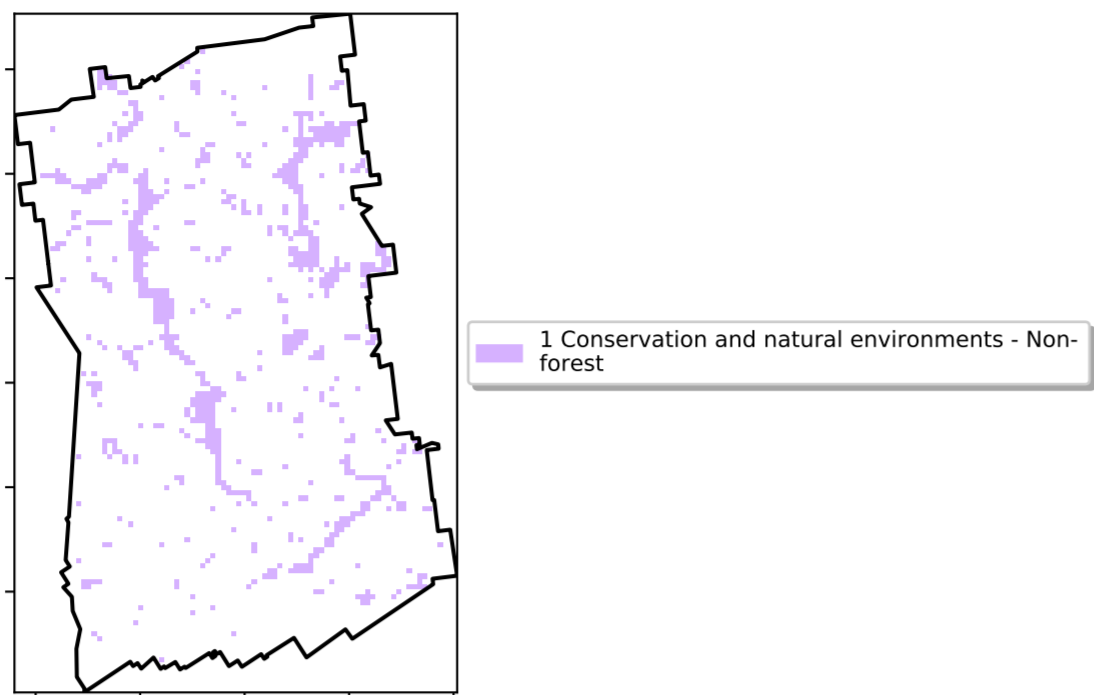 1 Conservation and natural environments - Non-
forest